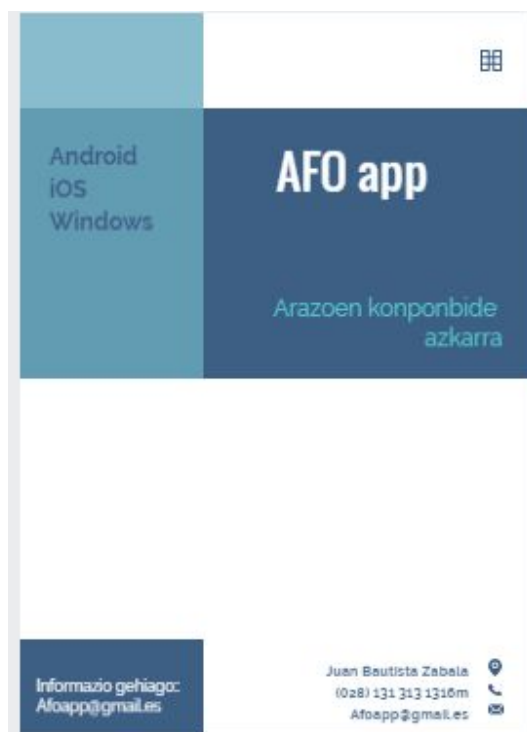 Android
iOS
Windows
AFO app
Arazoen konponbide
azkarra
Informazio gehiago:
Afoapp@gmail.es
Juan Bautista Zabala
(028) 131 313 1316m
Afoapp@gmail.es